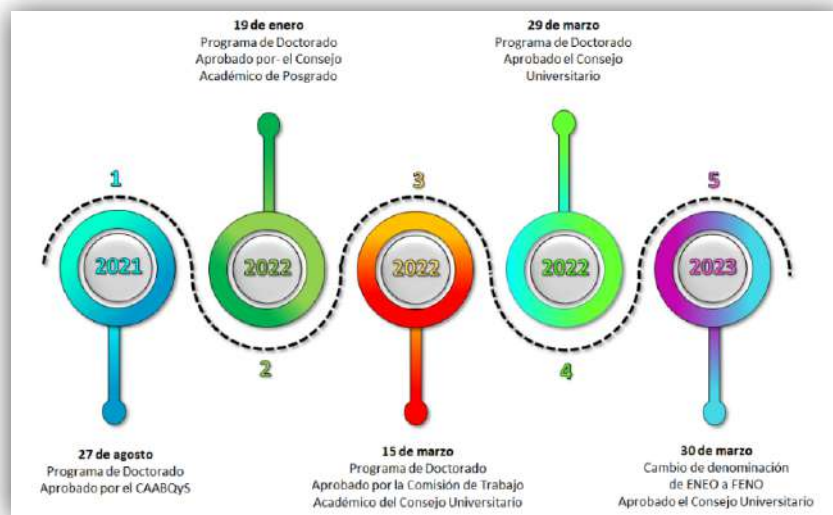 19 de enero
Programa de Doctorado
Aprobado por- el Consejo
Académico de Posgrado
29 de marzo
Programa de Doctorado
Aprobado el Consejo
Universitario
1
3
5
2021
2022
2022
2022
2023
2
4
27 de agosto
Programa de Doctorado
Aprobado por el CAABQyS
15 de marzo
Programa de Doctorado
Aprobado por la Comisión de Trabajo
Académico del Consejo Universitario
30 de marzo
Cambio de denominación
de ENEO a FENO
Aprobado el Consejo Universitario